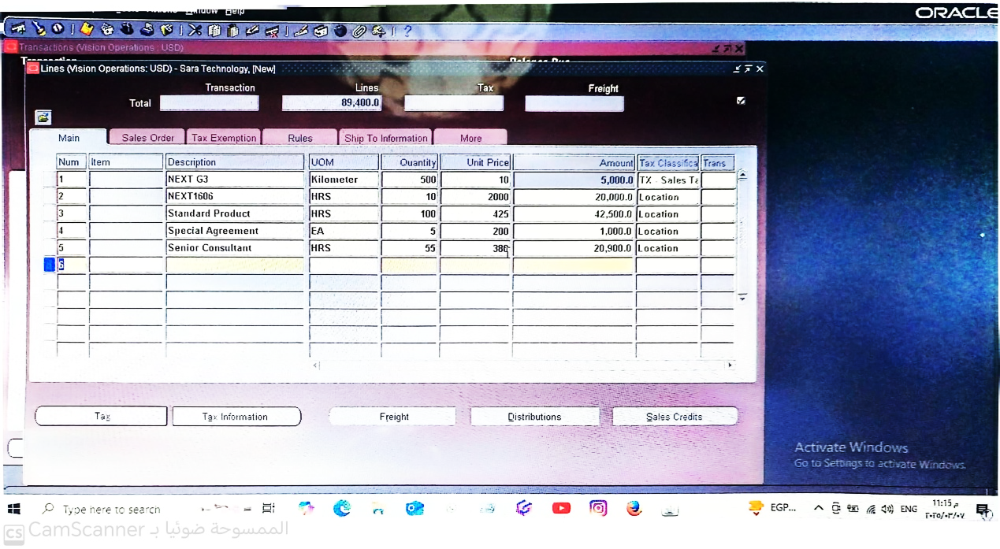 Window Help
ORACLE
Transactions (Vision Operations : USD)
Lines (Vision Operations: USD) - Sara Technology, [New]
Transaction Lines Tax Freight
Total 89,400.0
Main Sales Order Tax Exemption Rules Ship To Information More
Num Item Description UOM Quantity Unit Price Amount Tax Classifica Trans
1 NEXT G3 Kilometer 500 10 5,000.0 TX - Sales Ta
2 NEXT1606 HRS 10 2000 20,000.0 Location
3 Standard Product HRS 100 425 42,500.0 Location
4 Special Agreement EA 5 200 1,000.0 Location
5 Senior Consultant HRS 55 380 20,900.0 Location
6
Tax Tax Information Freight Distributions Sales Credits
Activate Windows
Go to Settings to activate Windows.
Type here to search EGP... ENG 11:15 م
٢٠٢٥/٠٣/٠٧
CS CamScanner الممسوحة ضوئيا بـ